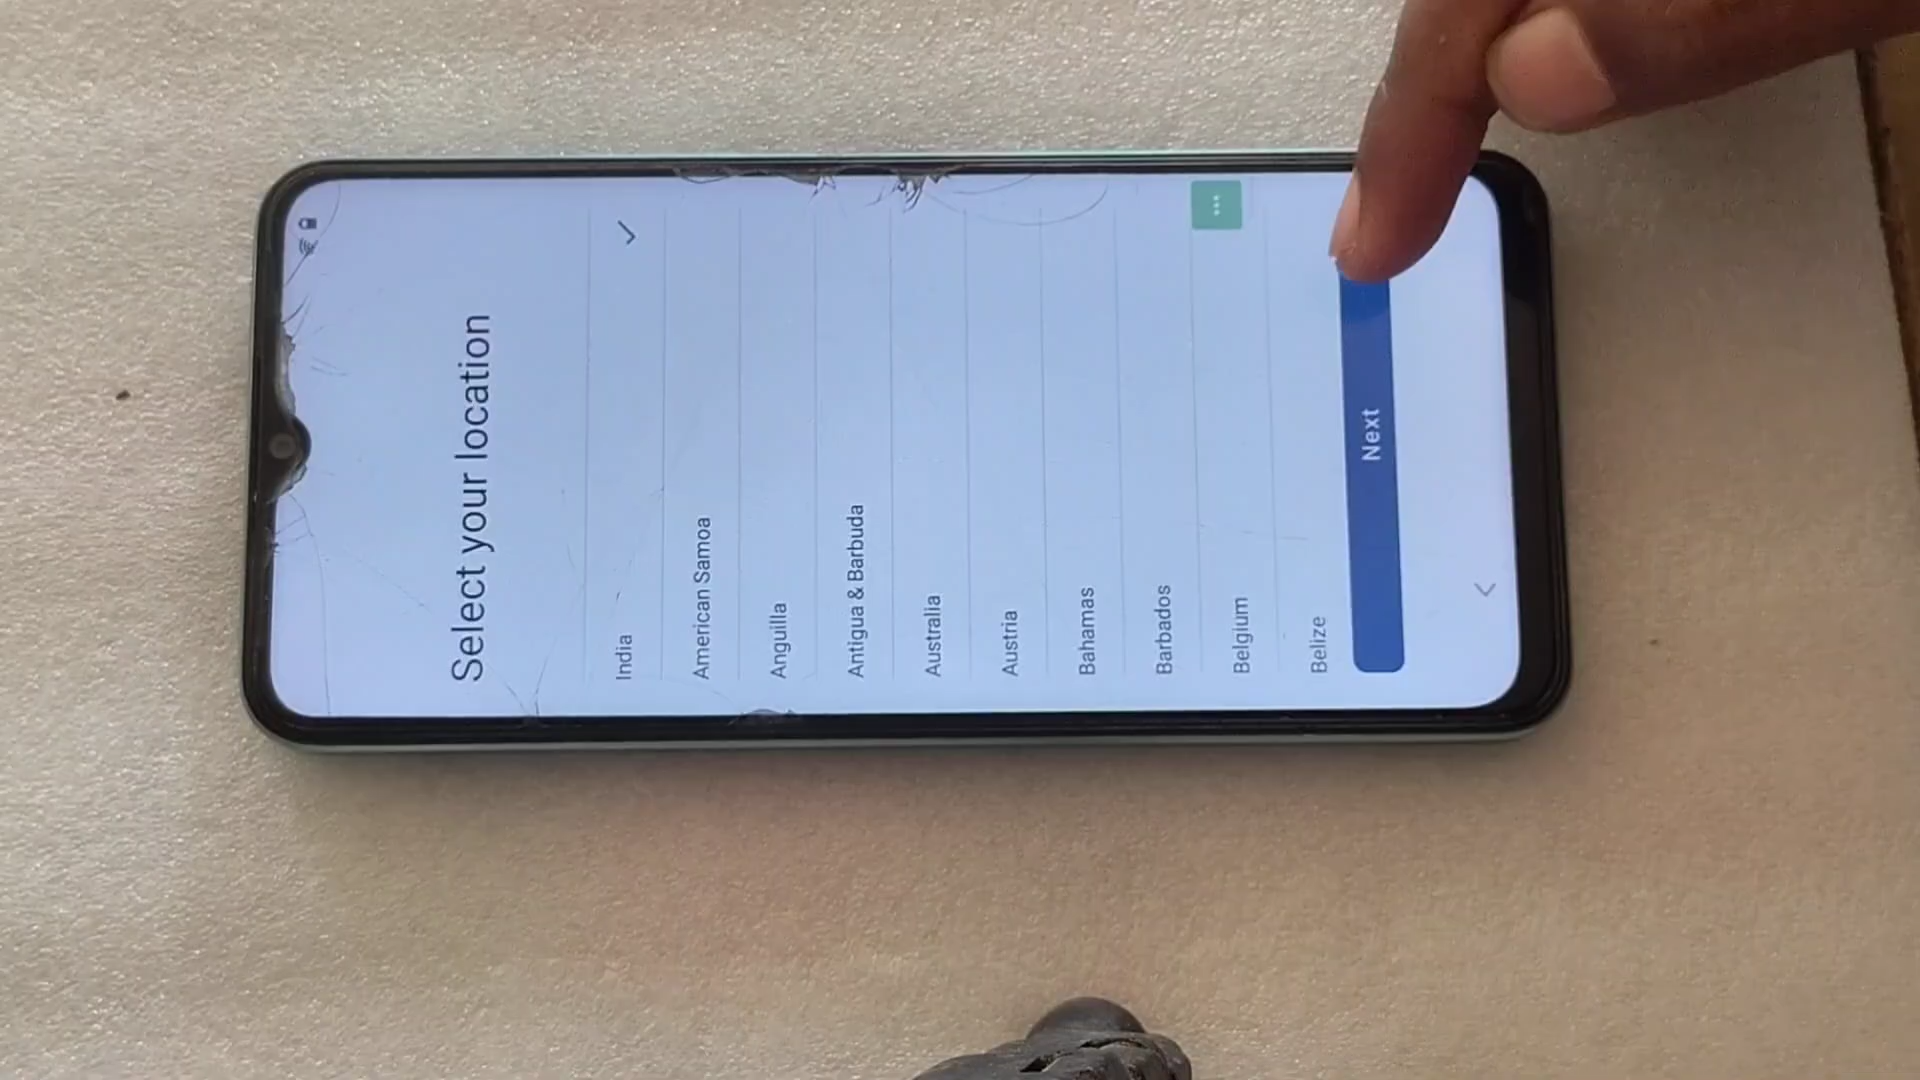 Select your location
India
American Samoa
Anguilla
Antigua & Barbuda
Australia
Austria
Bahamas
Barbados
Belgium
Belize
Next